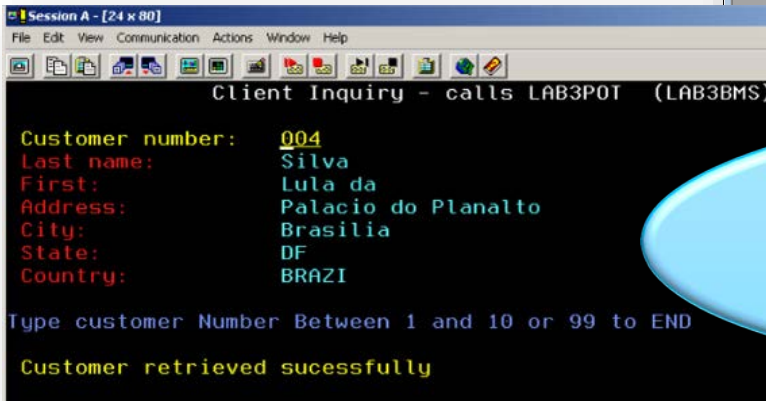 Session A - [24 x 80]
File Edit View Communication Actions Window Help
Client Inquiry - calls LAB3POT (LAB3BMS)
Customer number: 004
Last name: Silva
First: Lula da
Address: Palacio do Planalto
City: Brasilia
State: DF
Country: BRAZI
Type customer Number Between 1 and 10 or 99 to END
Customer retrieved sucessfully